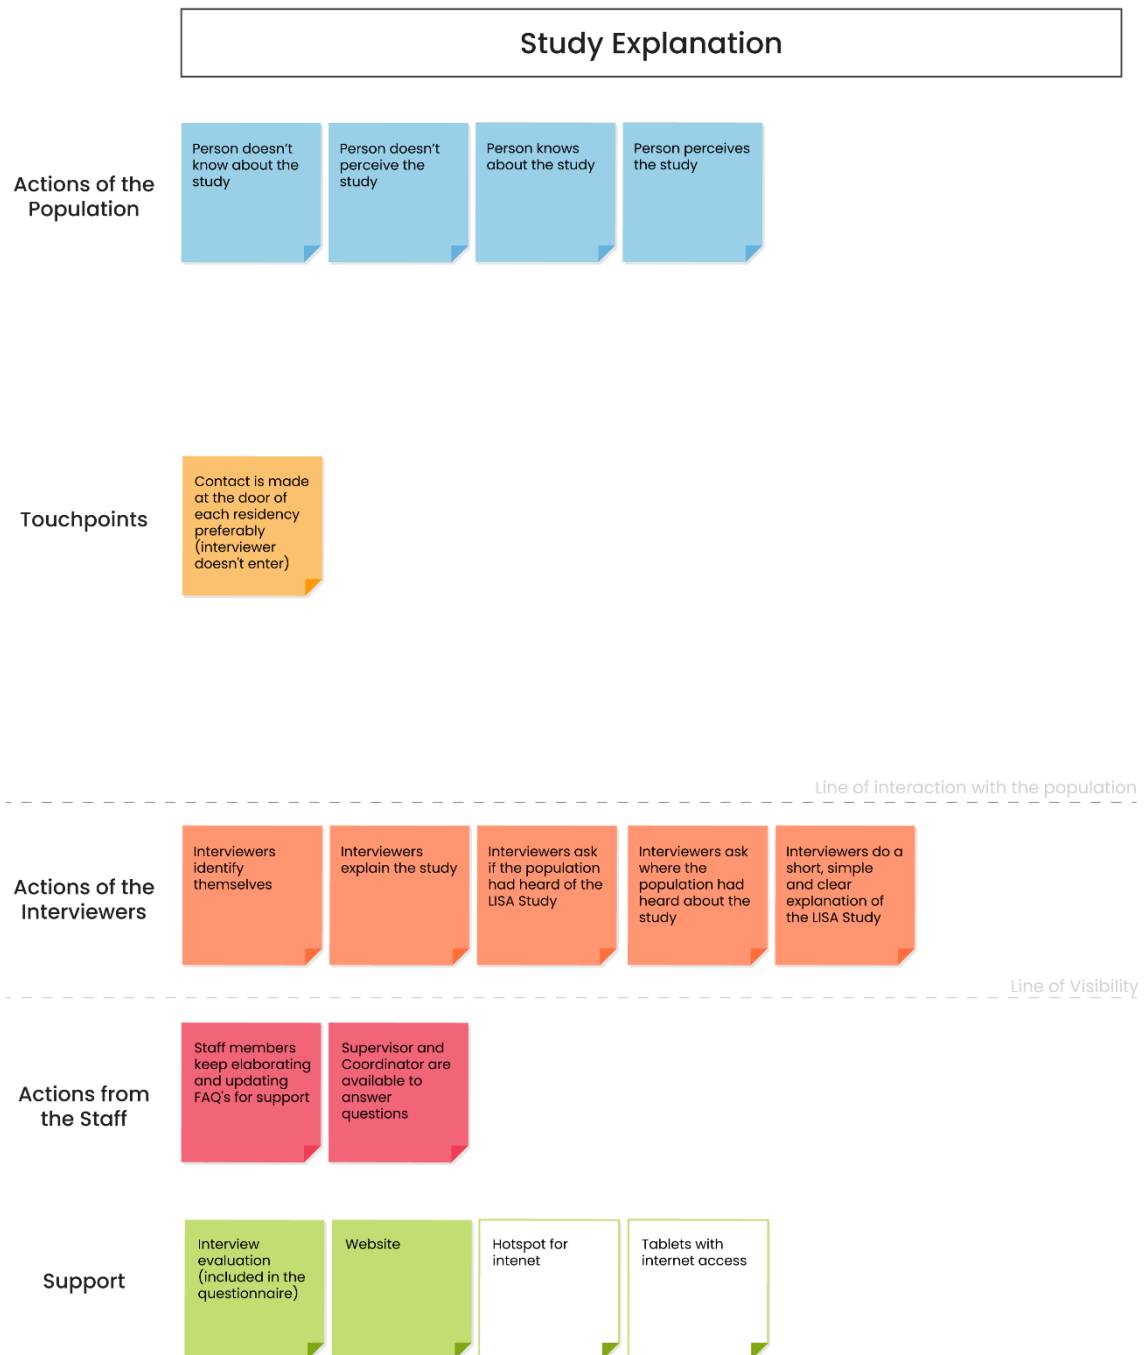 Study Explanation
Actions of the
Population
Person doesn't
know about the
study
Person doesn't
perceive the
study
Person knows
about the study
Person perceives
the study
Touchpoints
Contact is made
at the door of
each residency
preferably
(interviewer
doesn't enter)
Line of interaction with the population
Actions of the
Interviewers
Interviewers
identify
themselves
Interviewers
explain the study
Interviewers ask
if the population
had heard of the
LISA Study
Interviewers ask
where the
population had
heard about the
study
Interviewers do a
short, simple
and clear
explanation of
the LISA Study
Line of Visibility
Actions from
the Staff
Staff members
keep elaborating
and updating
FAQ's for support
Supervisor and
Coordinator are
available to
answer
questions
Support
Interview
evaluation
(included in the
questionnaire)
Website
Hotspot for
intenet
Tablets with
internet access